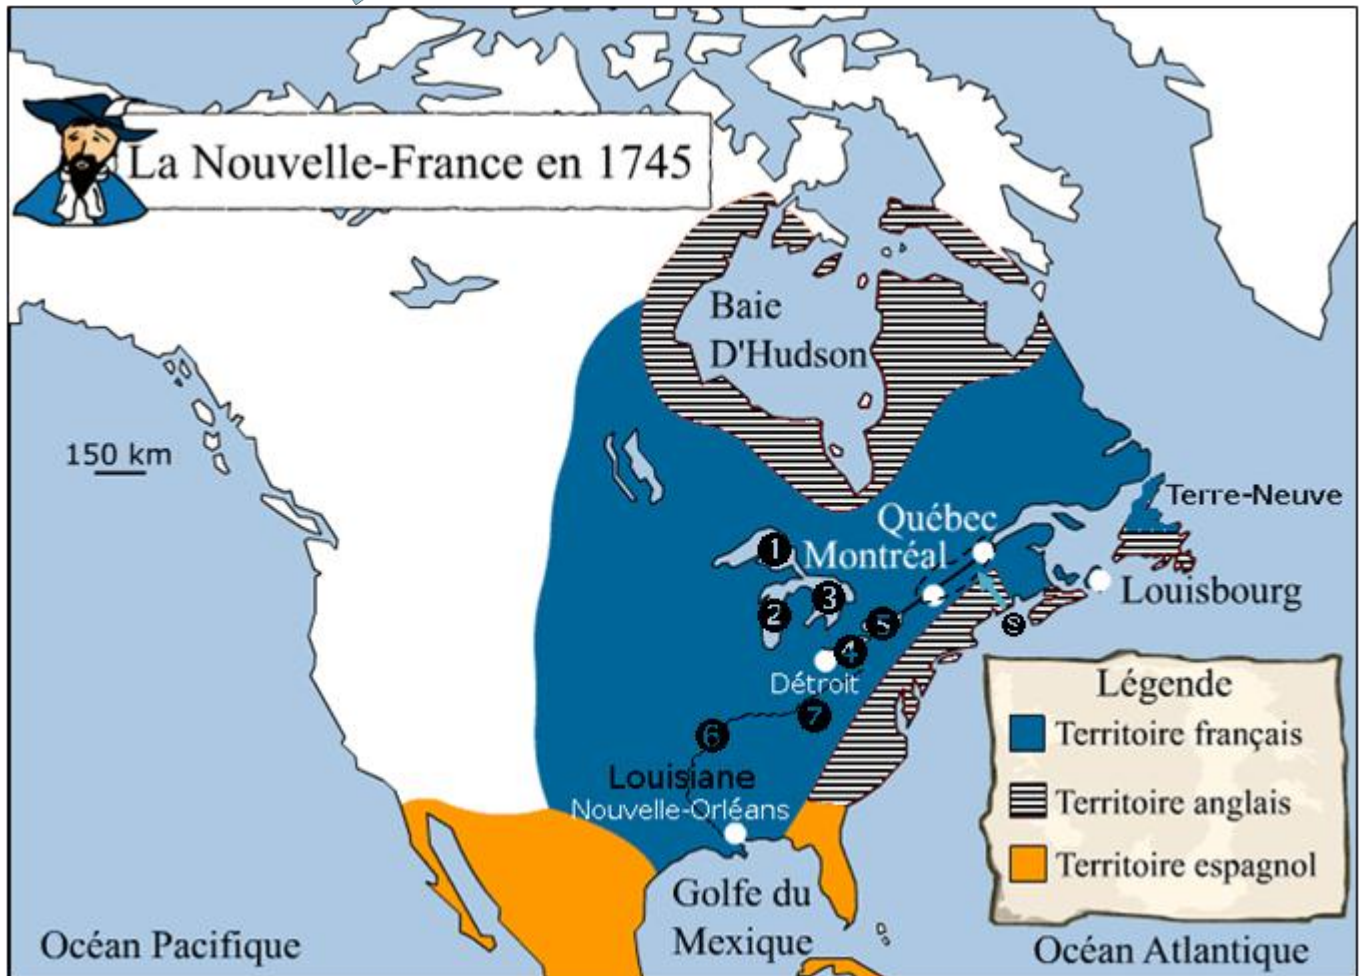 La Nouvelle-France en 1745
Baie
D'Hudson
150 km
Terre-Neuve
Québec
Montréal
Louisbourg
1
2
3
5
4
8
Détroit
7
6
Louisiane
Nouvelle-Orléans
Légende
Territoire français
Territoire anglais
Territoire espagnol
Golfe du
Mexique
Océan Pacifique
Océan Atlantique